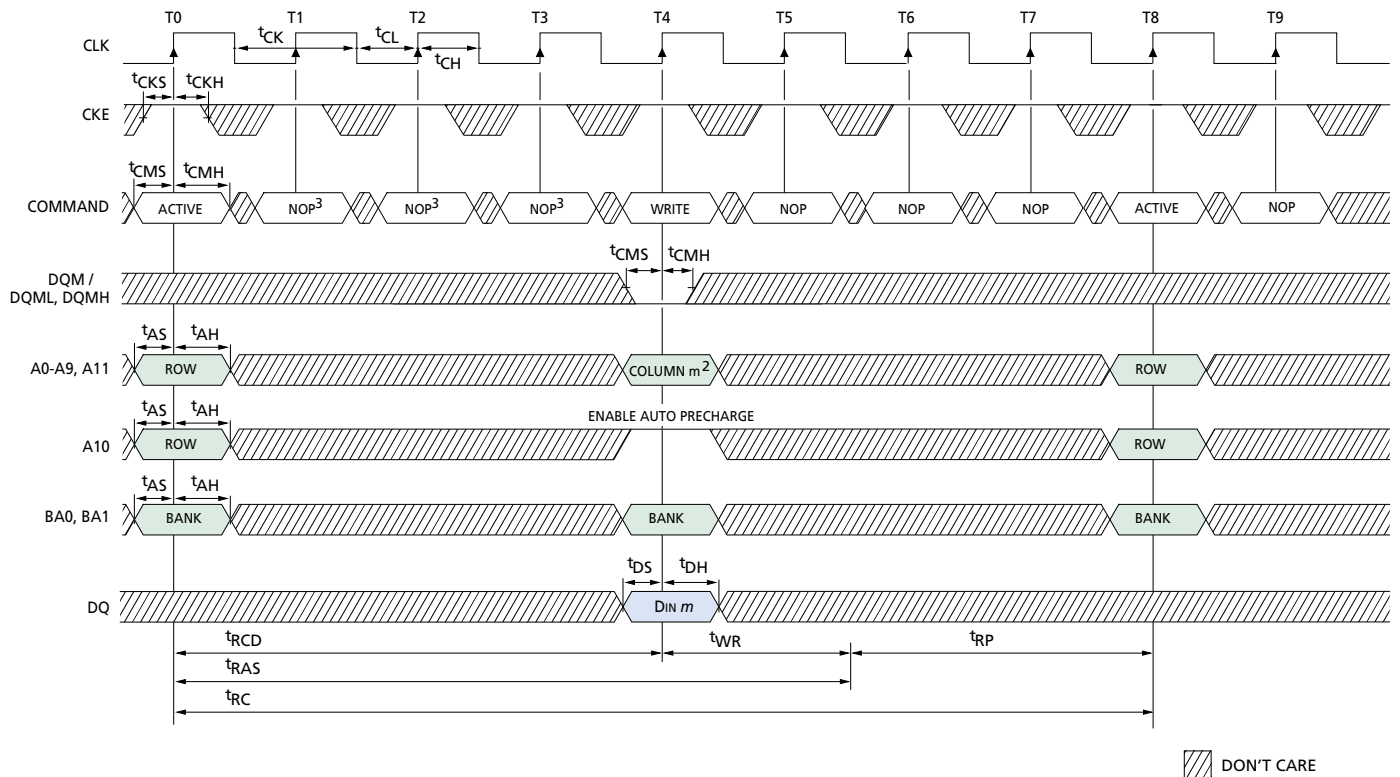 T0 T1 T2 T3 T4 T5 T6 T7 T8 T9
CLK tCK tCL tCH
tCKS tCKH
CKE
tCMS tCMH
COMMAND ACTIVE NOP3 NOP3 NOP3 WRITE NOP NOP NOP ACTIVE NOP
tCMS tCMH
DQM /
DQML, DQMH
tAS tAH
A0-A9, A11 ROW COLUMN m2 ROW
ENABLE AUTO PRECHARGE
tAS tAH
A10 ROW ROW
tAS tAH
BA0, BA1 BANK BANK BANK
tDS tDH
DQ DIN m
tRCD tWR tRP
tRAS
tRC
DON'T CARE